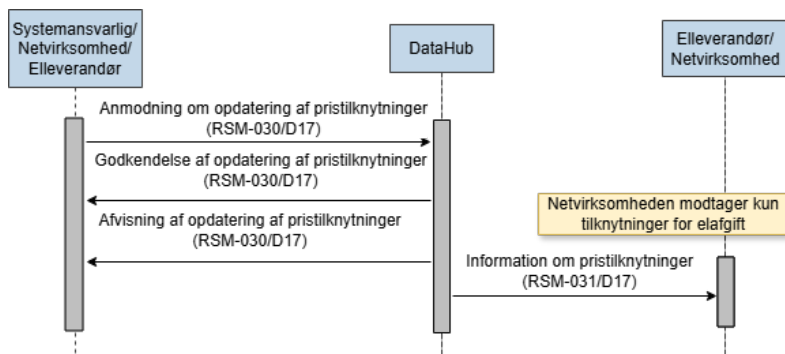 Systemansvarlig/
Netvirksomhed/
Elleverandør
DataHub
Elleverandør/
Netvirksomhed
Anmodning om opdatering af pristilknytninger
(RSM-030/D17)
Godkendelse af opdatering af pristilknytninger
(RSM-030/D17)
Netvirksomheden modtager kun
tilknytninger for elafgift
Afvisning af opdatering af pristilknytninger
(RSM-030/D17)
Information om pristilknytninger
(RSM-031/D17)